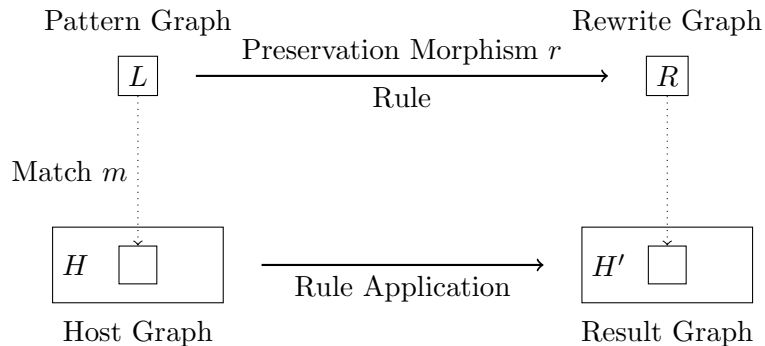 Pattern Graph
Rewrite Graph
Preservation Morphism r
L
R
Rule
Match m
H
H′
Rule Application
Host Graph
Result Graph